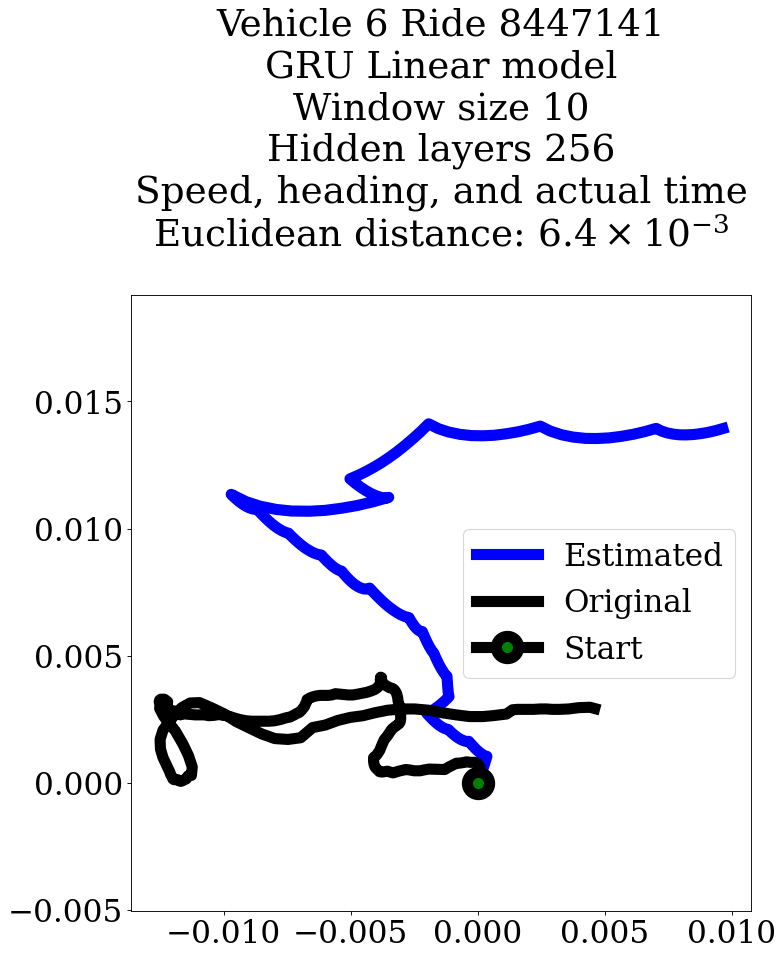 Vehicle 6 Ride 8447141
GRU Linear model
Window size 10
Hidden layers 256
Speed, heading, and actual time
Euclidean distance: 6.4 × 10⁻³
0.015
0.010
0.005
0.000
−0.005
Estimated
Original
Start
−0.010 −0.005 0.000 0.005 0.010